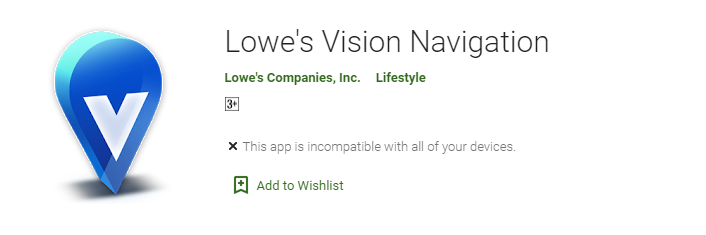 Lowe's Vision Navigation
Lowe's Companies, Inc. Lifestyle
3+
This app is incompatible with all of your devices.
Add to Wishlist
V